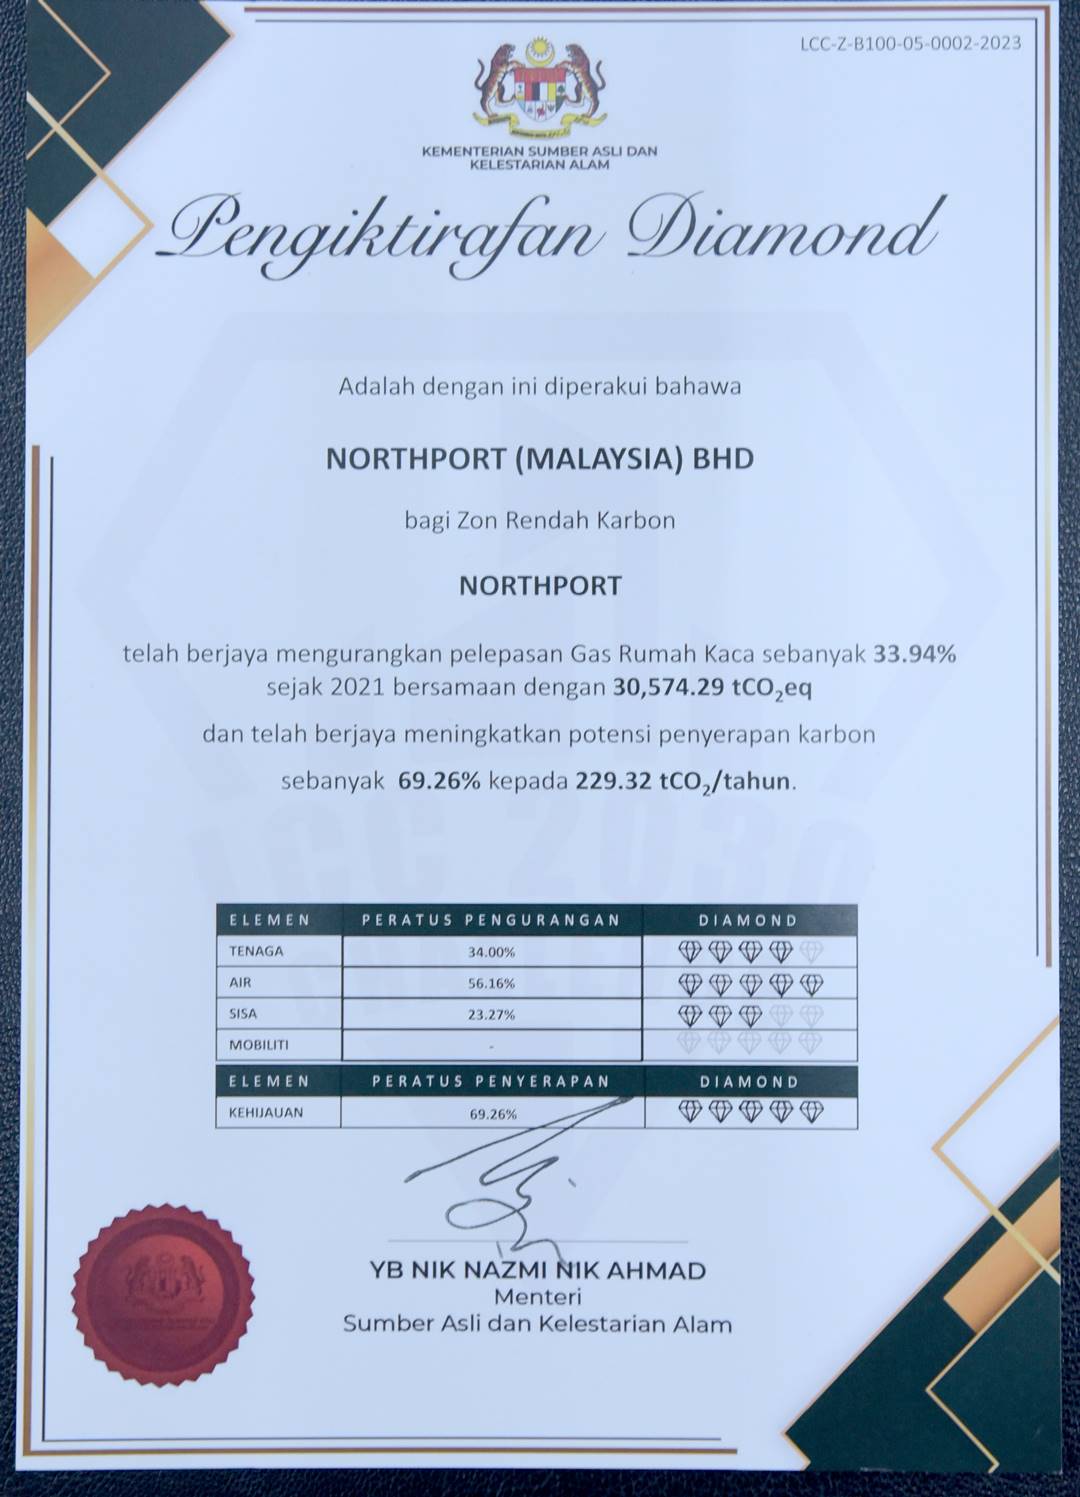 LCC-Z-B100-05-0002-2023
KEMENTERIAN SUMBER ASLI DAN
KELESTARIAN ALAM
Pengiktirafan Diamond
Adalah dengan ini diperakui bahawa
NORTHPORT (MALAYSIA) BHD
bagi Zon Rendah Karbon
NORTHPORT
telah berjaya mengurangkan pelepasan Gas Rumah Kaca sebanyak 33.94%
sejak 2021 bersamaan dengan 30,574.29 tCO₂eq
dan telah berjaya meningkatkan potensi penyerapan karbon
sebanyak 69.26% kepada 229.32 tCO₂/tahun.
LCC 2030
ELEMEN PERATUS PENGURANGAN DIAMOND
TENAGA 34.00%
AIR 56.16%
SISA 23.27%
MOBILITI -
ELEMEN PERATUS PENYERAPAN DIAMOND
KEHIJAUAN 69.26%
YB NIK NAZMI NIK AHMAD
Menteri
Sumber Asli dan Kelestarian Alam